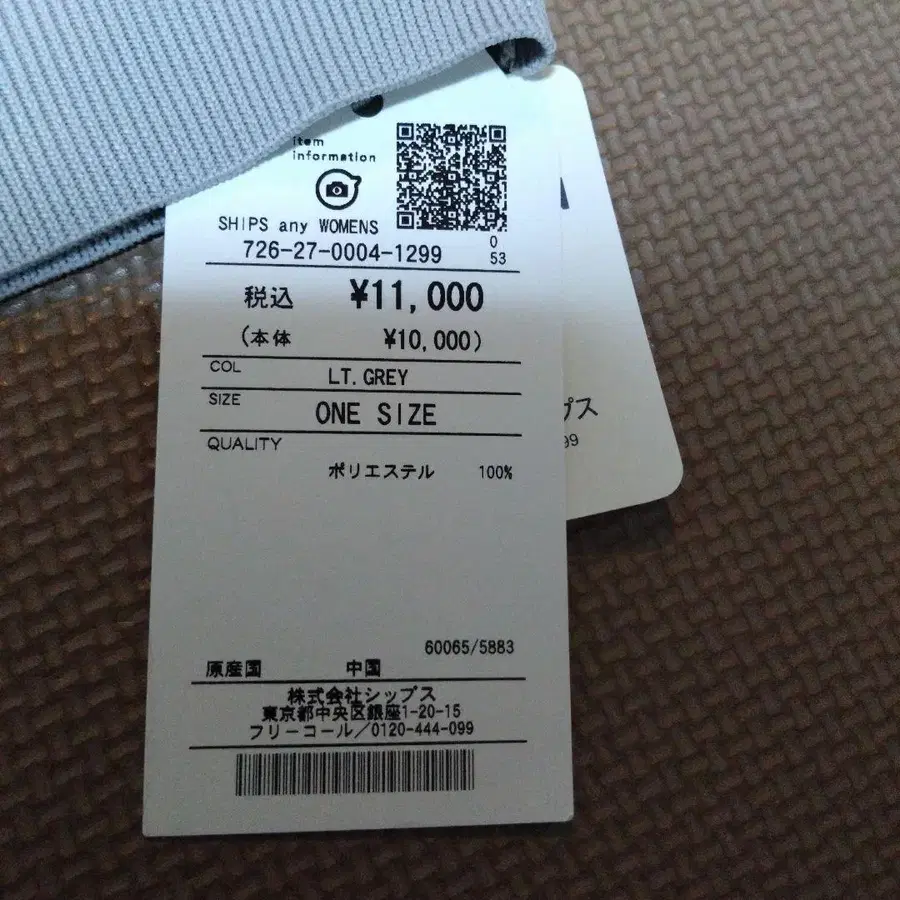 item
information
SHIPS any WOMENS
726-27-0004-1299
0
53
税込 ¥11,000
(本体 ¥10,000)
COL LT.GREY
SIZE ONE SIZE
QUALITY
ポリエステル 100%
60065/5883
原産国 中国
株式会社シップス
東京都中央区銀座1-20-15
フリーコール/0120-444-099
プス
99